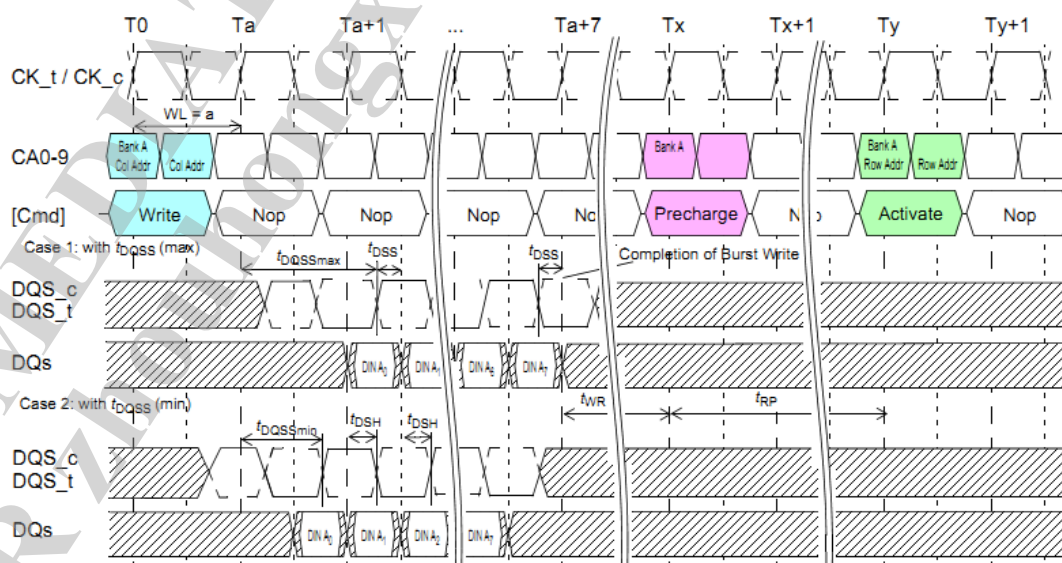 T0 Ta Ta+1 ... Ta+7 Tx Tx+1 Ty Ty+1
CK_t / CK_c
WL = a
CA0-9
Bank A
Col Addr
Col Addr
Bank A
Bank A
Row Addr
Row Addr
[Cmd] Write Nop Nop Nop Precharge Activate Nop
Case 1: with tDQSS (max)
tDQSSmax tDSS tDSS Completion of Burst Write
DQS_c
DQS_t
DQs DIN A0 DIN A1 DIN A6 DIN A7
Case 2: with tDQSS (min)
tWR tRP
tDQSSmin tDSH tDSH
DQS_c
DQS_t
DQs DIN A0 DIN A1 DIN A2 DIN A7